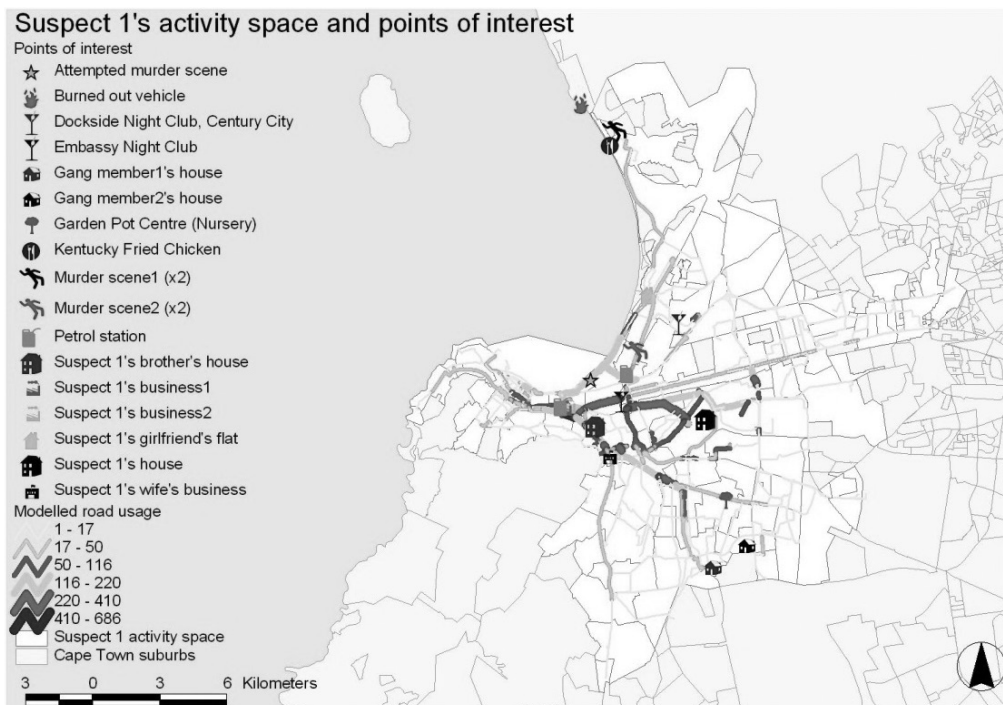 Suspect 1's activity space and points of interest
Points of interest
Attempted murder scene
Burned out vehicle
Dockside Night Club, Century City
Embassy Night Club
Gang member1's house
Gang member2's house
Garden Pot Centre (Nursery)
Kentucky Fried Chicken
Murder scene1 (x2)
Murder scene2 (x2)
Petrol station
Suspect 1's brother's house
Suspect 1's business1
Suspect 1's business2
Suspect 1's girlfriend's flat
Suspect 1's house
Suspect 1's wife's business
Modelled road usage
1 - 17
17 - 50
50 - 116
116 - 220
220 - 410
410 - 686
Suspect 1 activity space
Cape Town suburbs
3 0 3 6 Kilometers